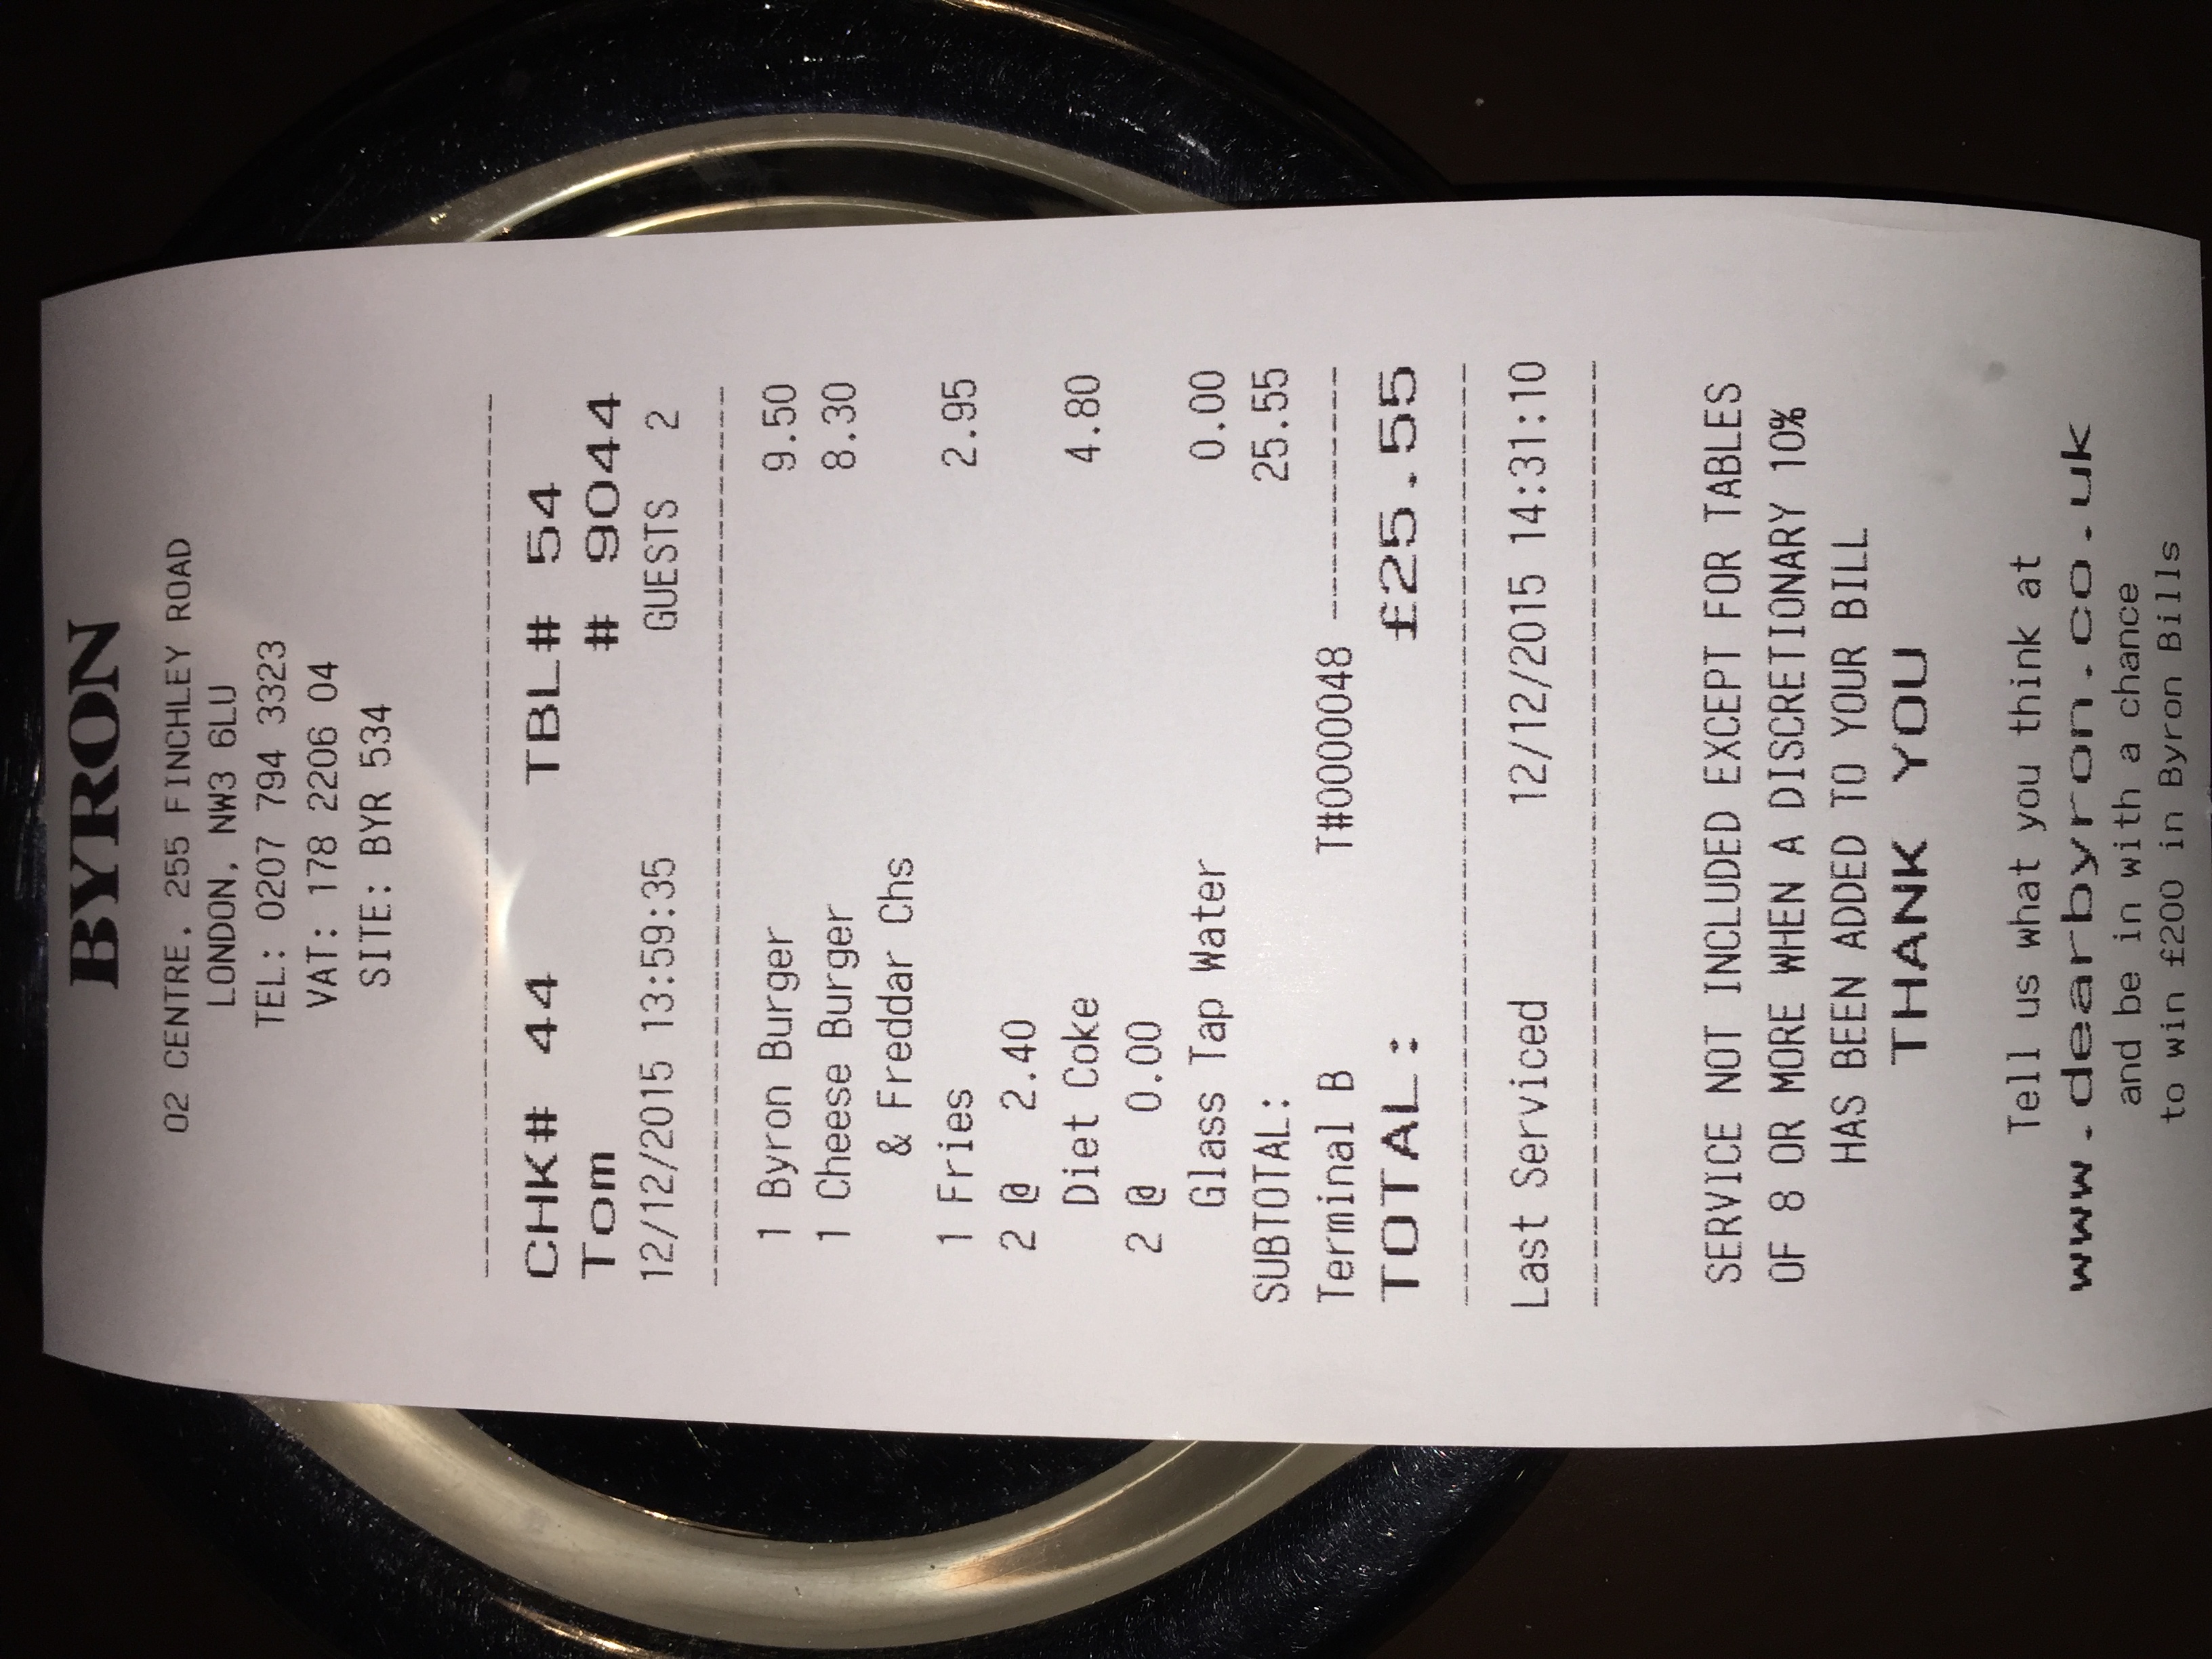 BYRON
O2 CENTRE, 255 FINCHLEY ROAD
LONDON, NW3 6LU
TEL: 0207 794 3323
VAT: 178 2206 04
SITE: BYR 534
--------------------------------
CHK# 44 TBL# 54
Tom # 9044
12/12/2015 13:59:35 GUESTS 2
--------------------------------
1 Byron Burger 9.50
1 Cheese Burger 8.30
& Freddar Chs
1 Fries 2.95
2 @ 2.40
Diet Coke 4.80
2 @ 0.00
Glass Tap Water 0.00
SUBTOTAL: 25.55
Terminal B T#0000048 -----------
TOTAL: £25.55
--------------------------------
Last Serviced 12/12/2015 14:31:10
--------------------------------
SERVICE NOT INCLUDED EXCEPT FOR TABLES
OF 8 OR MORE WHEN A DISCRETIONARY 10%
HAS BEEN ADDED TO YOUR BILL
THANK YOU
Tell us what you think at
www.dearbyron.co.uk
and be in with a chance
to win £200 in Byron Bills